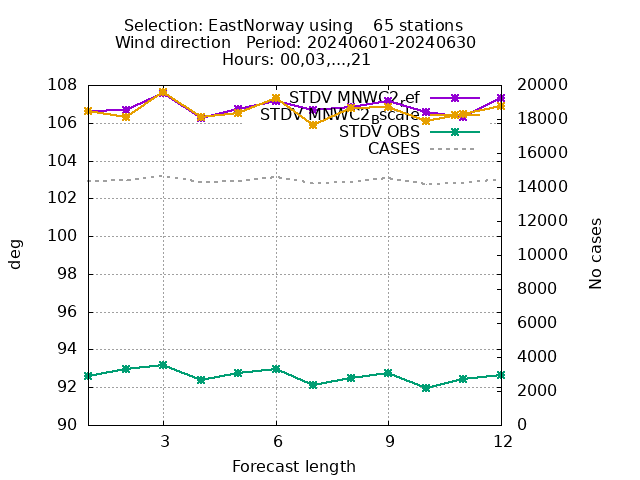 Selection: EastNorway using    65 stations
Wind direction   Period: 20240601-20240630
Hours: 00,03,...,21
108
106
104
102
100
98
96
94
92
90
deg
20000
18000
16000
14000
12000
10000
8000
6000
4000
2000
0
No cases
STDV MNWC2_ref
STDV MNWC2_Bscare
STDV OBS
CASES
3
6
9
12
Forecast length